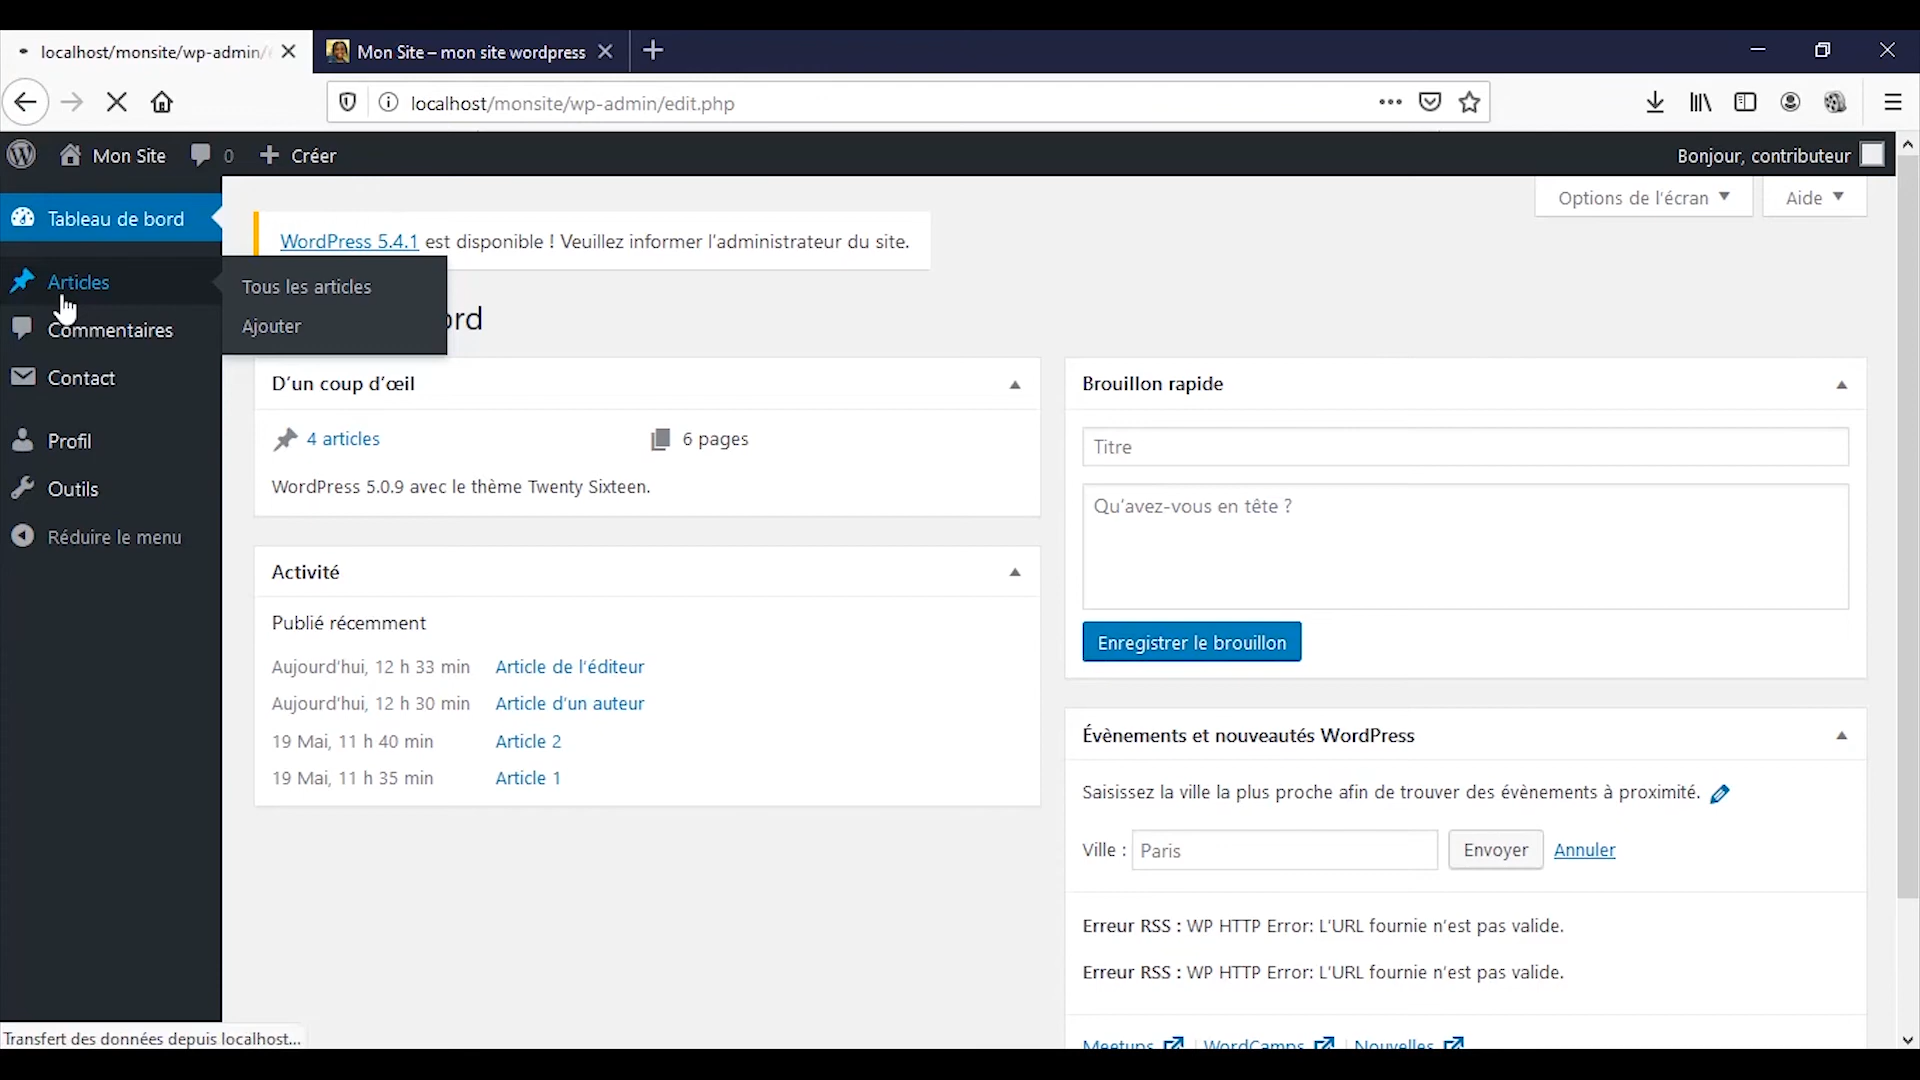 localhost/monsite/wp-admin/
Mon Site – mon site wordpress
localhost/monsite/wp-admin/edit.php
Mon Site
0
Créer
Bonjour, contributeur
Options de l'écran
Aide
Tableau de bord
WordPress 5.4.1 est disponible ! Veuillez informer l'administrateur du site.
Articles
Tous les articles
Ajouter
ord
Commentaires
Contact
Profil
Outils
Réduire le menu
D'un coup d'œil
4 articles
6 pages
WordPress 5.0.9 avec le thème Twenty Sixteen.
Activité
Publié récemment
Aujourd'hui, 12 h 33 min Article de l'éditeur
Aujourd'hui, 12 h 30 min Article d'un auteur
19 Mai, 11 h 40 min Article 2
19 Mai, 11 h 35 min Article 1
Brouillon rapide
Titre
Qu'avez-vous en tête ?
Enregistrer le brouillon
Évènements et nouveautés WordPress
Saisissez la ville la plus proche afin de trouver des évènements à proximité.
Ville : Paris Envoyer Annuler
Erreur RSS : WP HTTP Error: L'URL fournie n'est pas valide.
Erreur RSS : WP HTTP Error: L'URL fournie n'est pas valide.
Meetups | WordCamps | Nouvelles
Transfert des données depuis localhost...